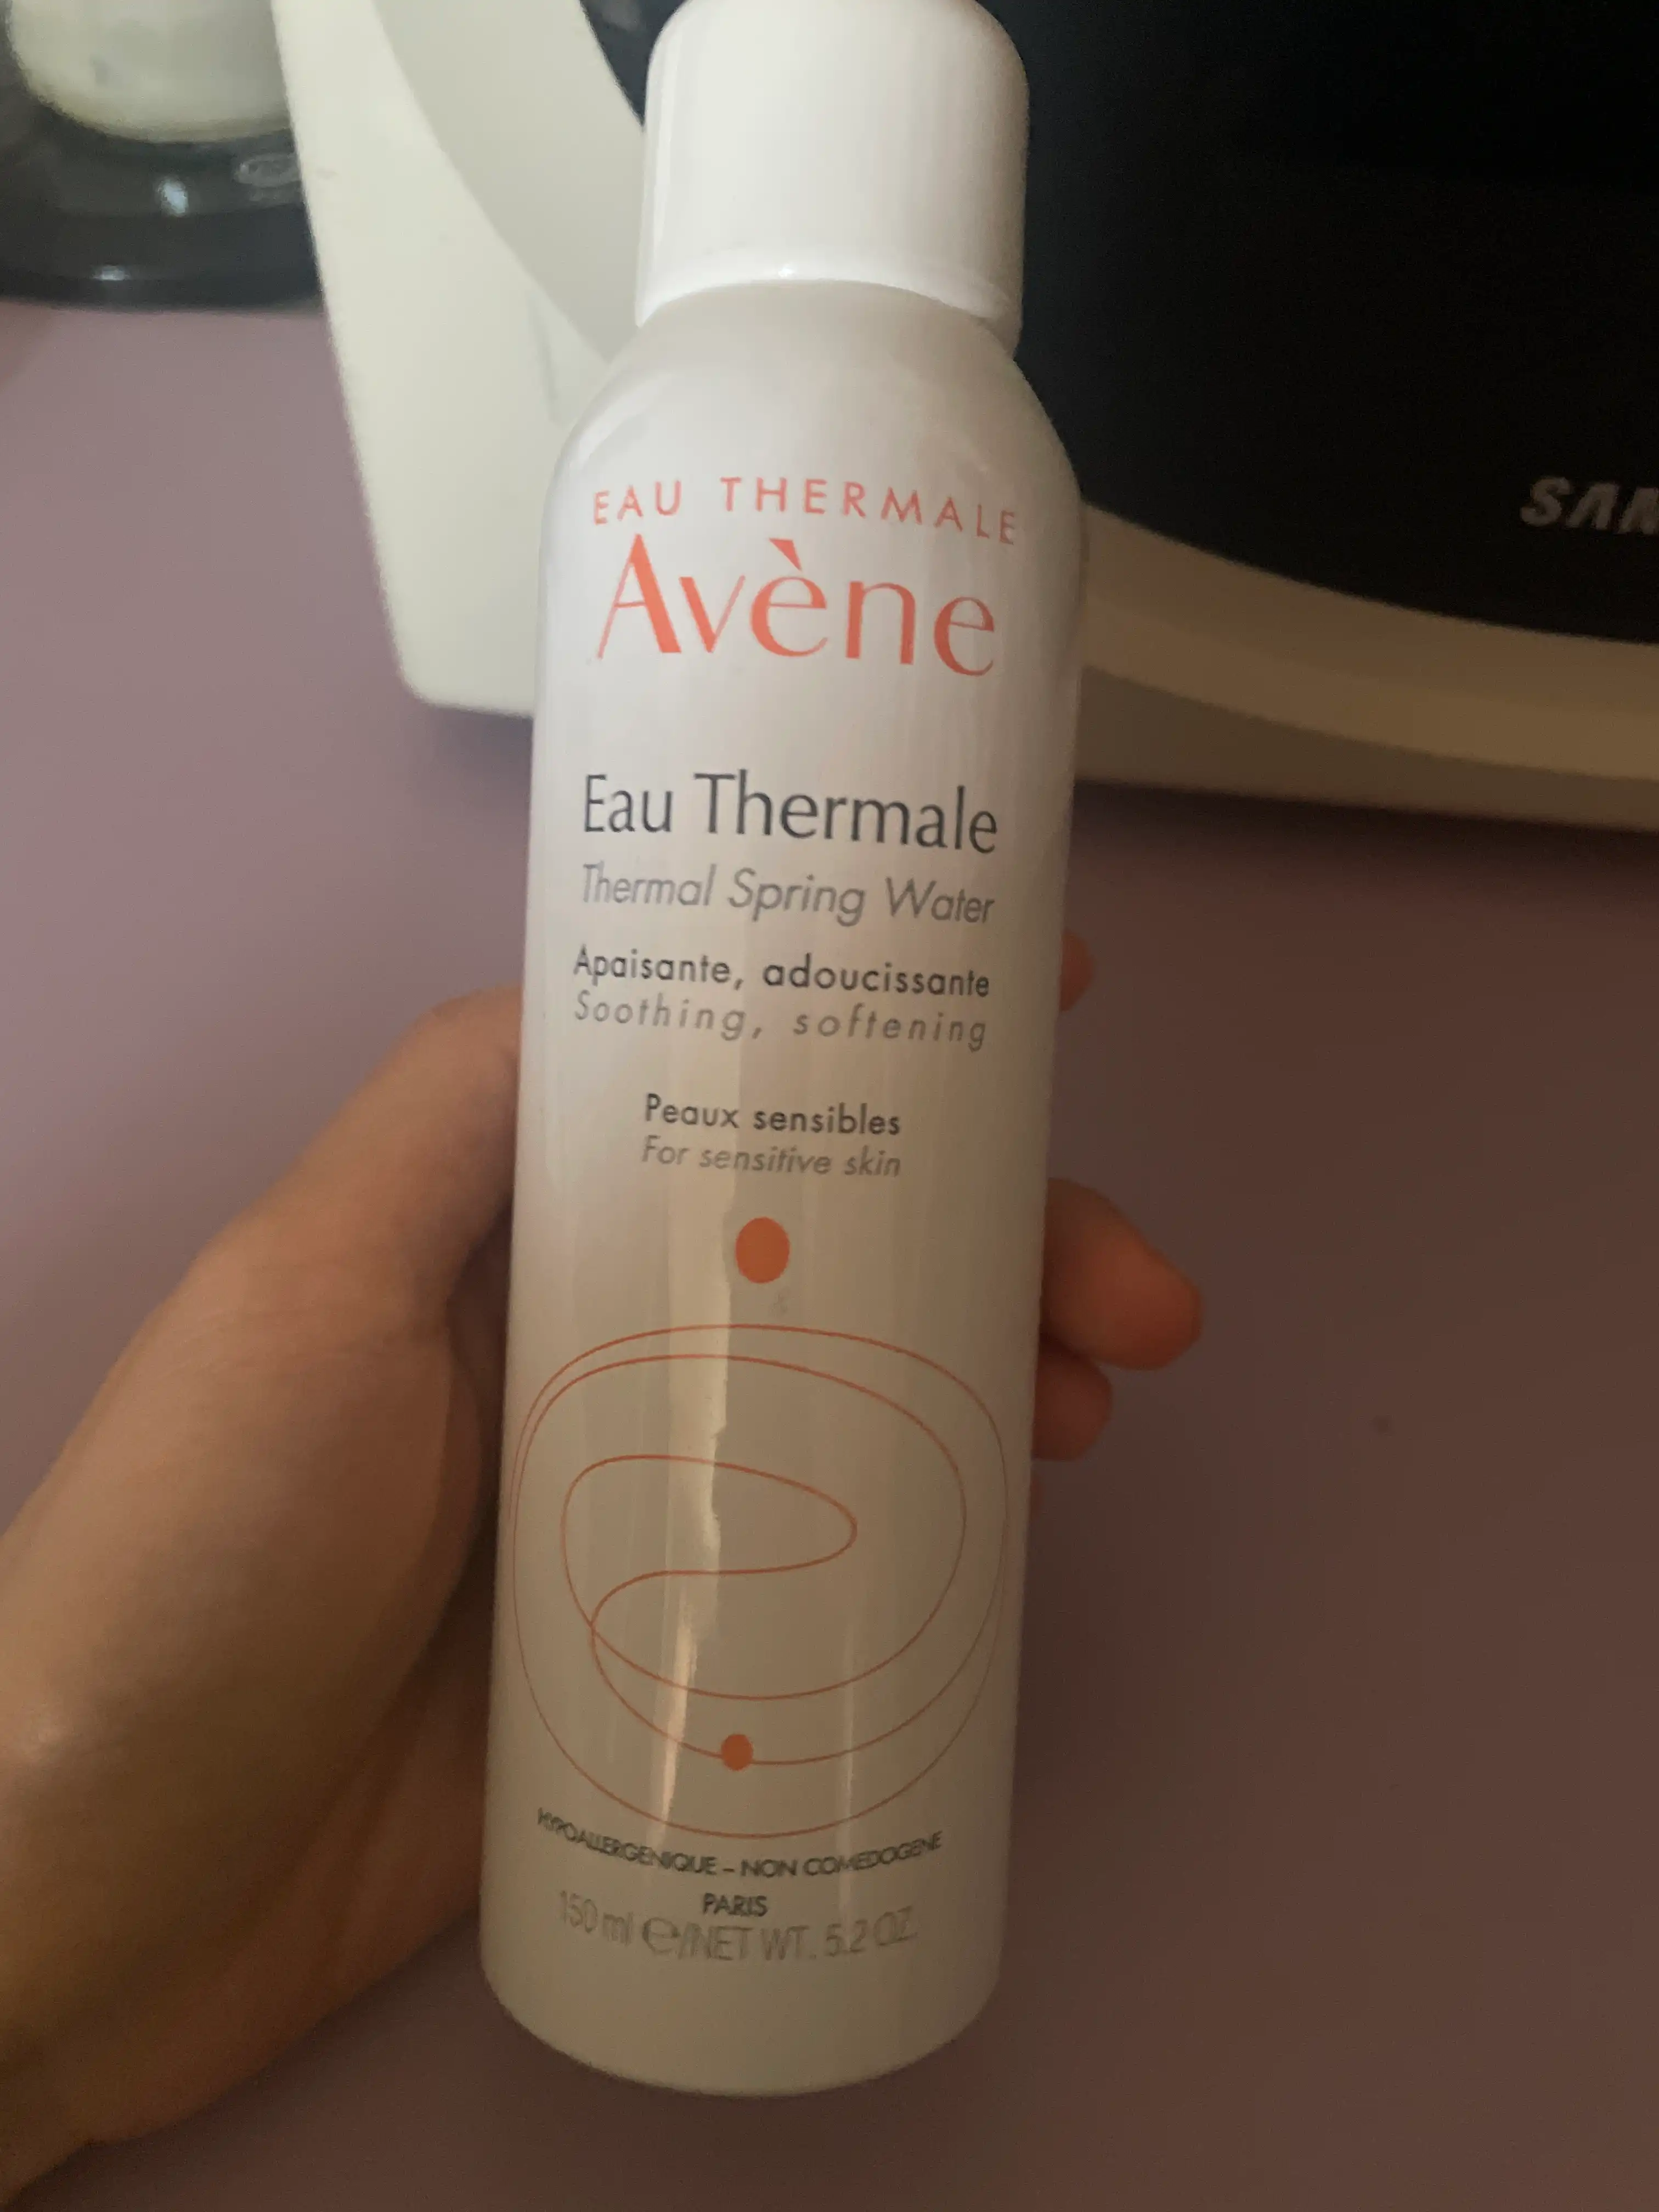 EAU THERMALE
Avène
Eau Thermale
Thermal Spring Water
Apaisante, adoucissante
Soothing, softening
Peaux sensibles
For sensitive skin
HYPOALLERGENIQUE – NON COMEDOGENE
PARIS
150 ml ℮/NET WT. 5.2 OZ.